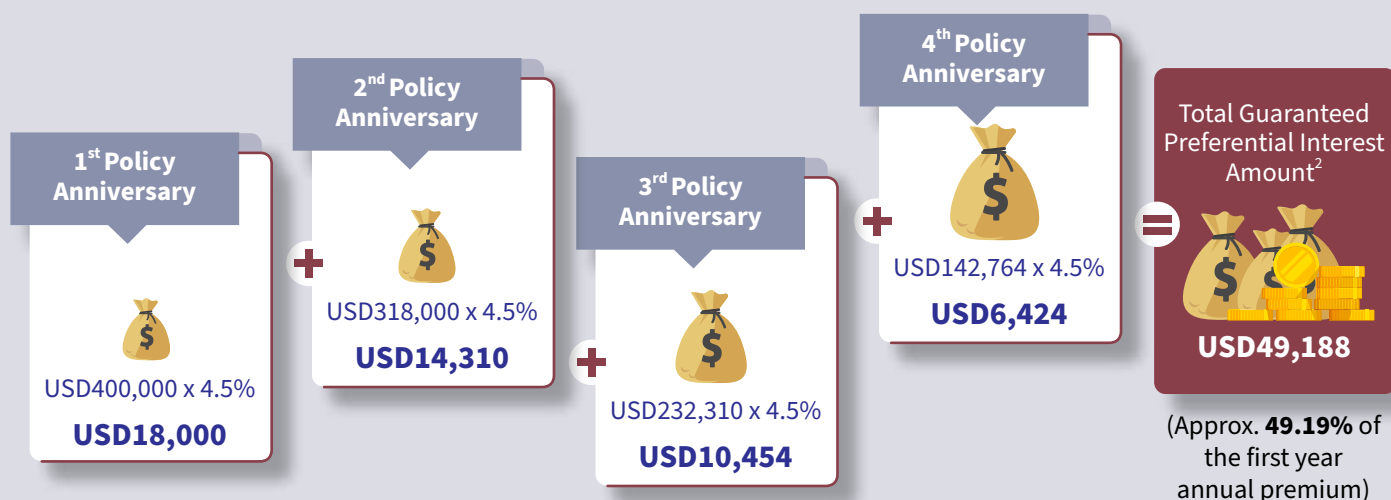 1st Policy
Anniversary
$
USD400,000 x 4.5%
USD18,000
+
2nd Policy
Anniversary
$
USD318,000 x 4.5%
USD14,310
+
3rd Policy
Anniversary
$
USD232,310 x 4.5%
USD10,454
+
4th Policy
Anniversary
$
USD142,764 x 4.5%
USD6,424
=
Total Guaranteed
Preferential Interest
Amount2
$ $ $
USD49,188
(Approx. 49.19% of
the first year
annual premium)